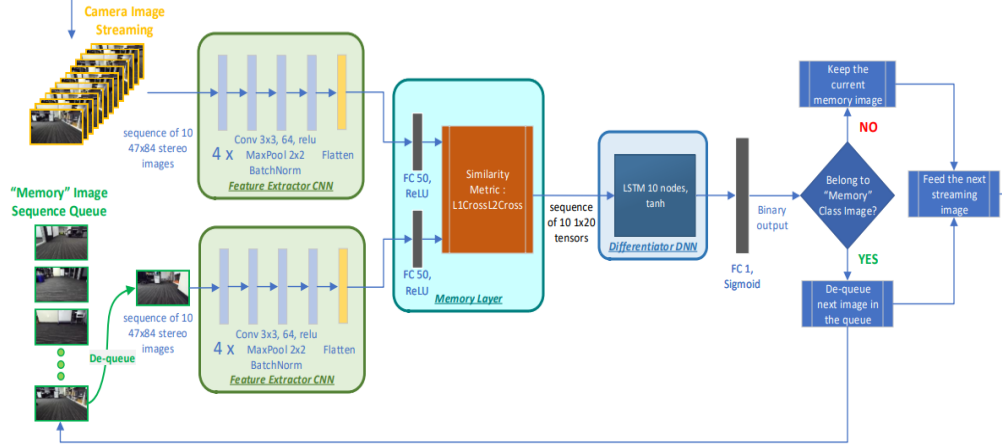 Camera Image
Streaming
sequence of 10
47x84 stereo
images
4 x
Conv 3x3, 64, relu
MaxPool 2x2
BatchNorm
Flatten
Feature Extractor CNN
"Memory" Image
Sequence Queue
De-queue
sequence of 10
47x84 stereo
images
4 x
Conv 3x3, 64, relu
MaxPool 2x2
BatchNorm
Flatten
Feature Extractor CNN
FC 50,
ReLU
FC 50,
ReLU
Similarity
Metric :
L1CrossL2Cross
Memory Layer
sequence
of 10 1x20
tensors
LSTM 10 nodes,
tanh
Differentiator DNN
FC 1,
Sigmoid
Binary
output
Keep the
current
memory image
NO
Belong to
"Memory"
Class Image?
YES
De-queue
next image in
the queue
Feed the next
streaming
image